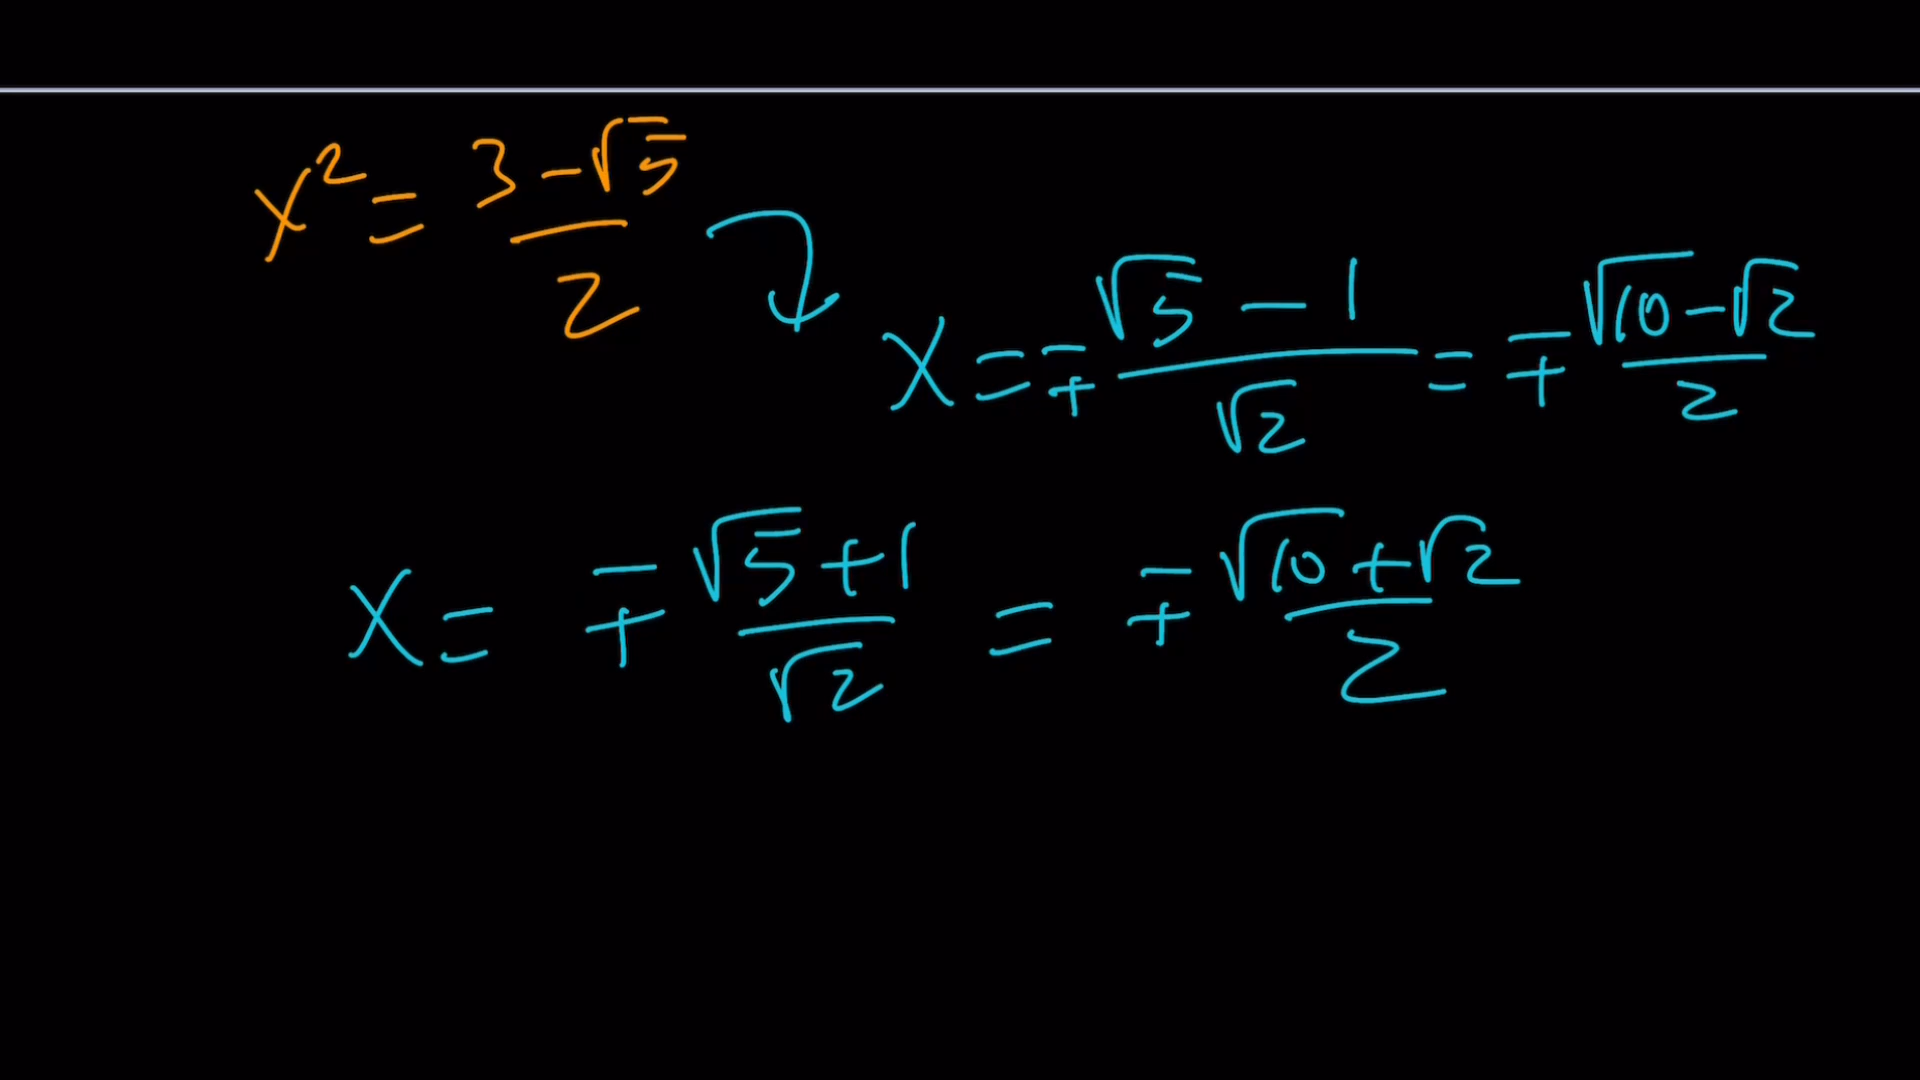 x² = (3 - √5)/2
x = ∓ (√5 - 1)/√2 = ∓ (√10 - √2)/2
x = ∓ (√5 + 1)/√2 = ∓ (√10 + √2)/2